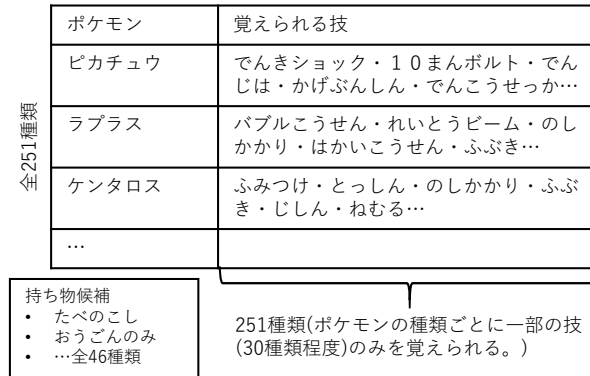 全251種類
ポケモン 覚えられる技
ピカチュウ でんきショック・１０まんボルト・でん
じは・かげぶんしん・でんこうせっか…
ラプラス バブルこうせん・れいとうビーム・のし
かかり・はかいこうせん・ふぶき…
ケンタロス ふみつけ・とっしん・のしかかり・ふぶ
き・じしん・ねむる…
…
持ち物候補
• たべのこし
• おうごんのみ
• …全46種類
251種類(ポケモンの種類ごとに一部の技
(30種類程度)のみを覚えられる。)